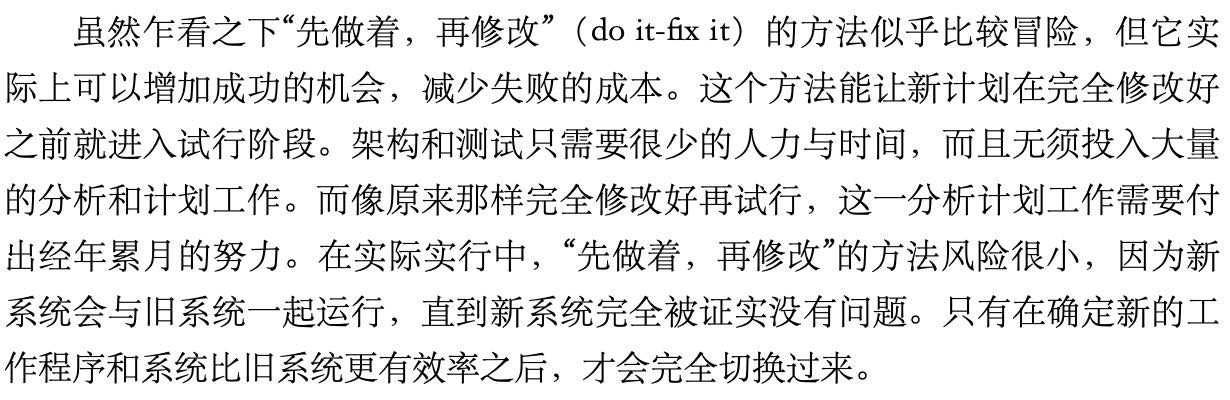 虽然乍看之下“先做着，再修改”（do it-fix it）的方法似乎比较冒险，但它实
际上可以增加成功的机会，减少失败的成本。这个方法能让新计划在完全修改好
之前就进入试行阶段。架构和测试只需要很少的人力与时间，而且无须投入大量
的分析和计划工作。而像原来那样完全修改好再试行，这一分析计划工作需要付
出经年累月的努力。在实际实行中，“先做着，再修改”的方法风险很小，因为新
系统会与旧系统一起运行，直到新系统完全被证实没有问题。只有在确定新的工
作程序和系统比旧系统更有效率之后，才会完全切换过来。